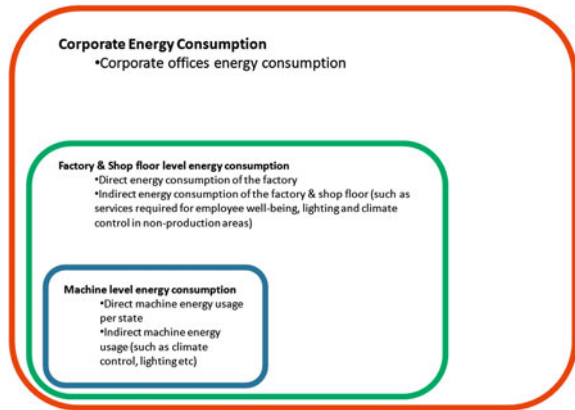 Corporate Energy Consumption
•Corporate offices energy consumption
Factory & Shop floor level energy consumption
•Direct energy consumption of the factory
•Indirect energy consumption of the factory & shop floor (such as
services required for employee well-being, lighting and climate
control in non-production areas)
Machine level energy consumption
•Direct machine energy usage
per state
•Indirect machine energy
usage (such as climate
control, lighting etc)